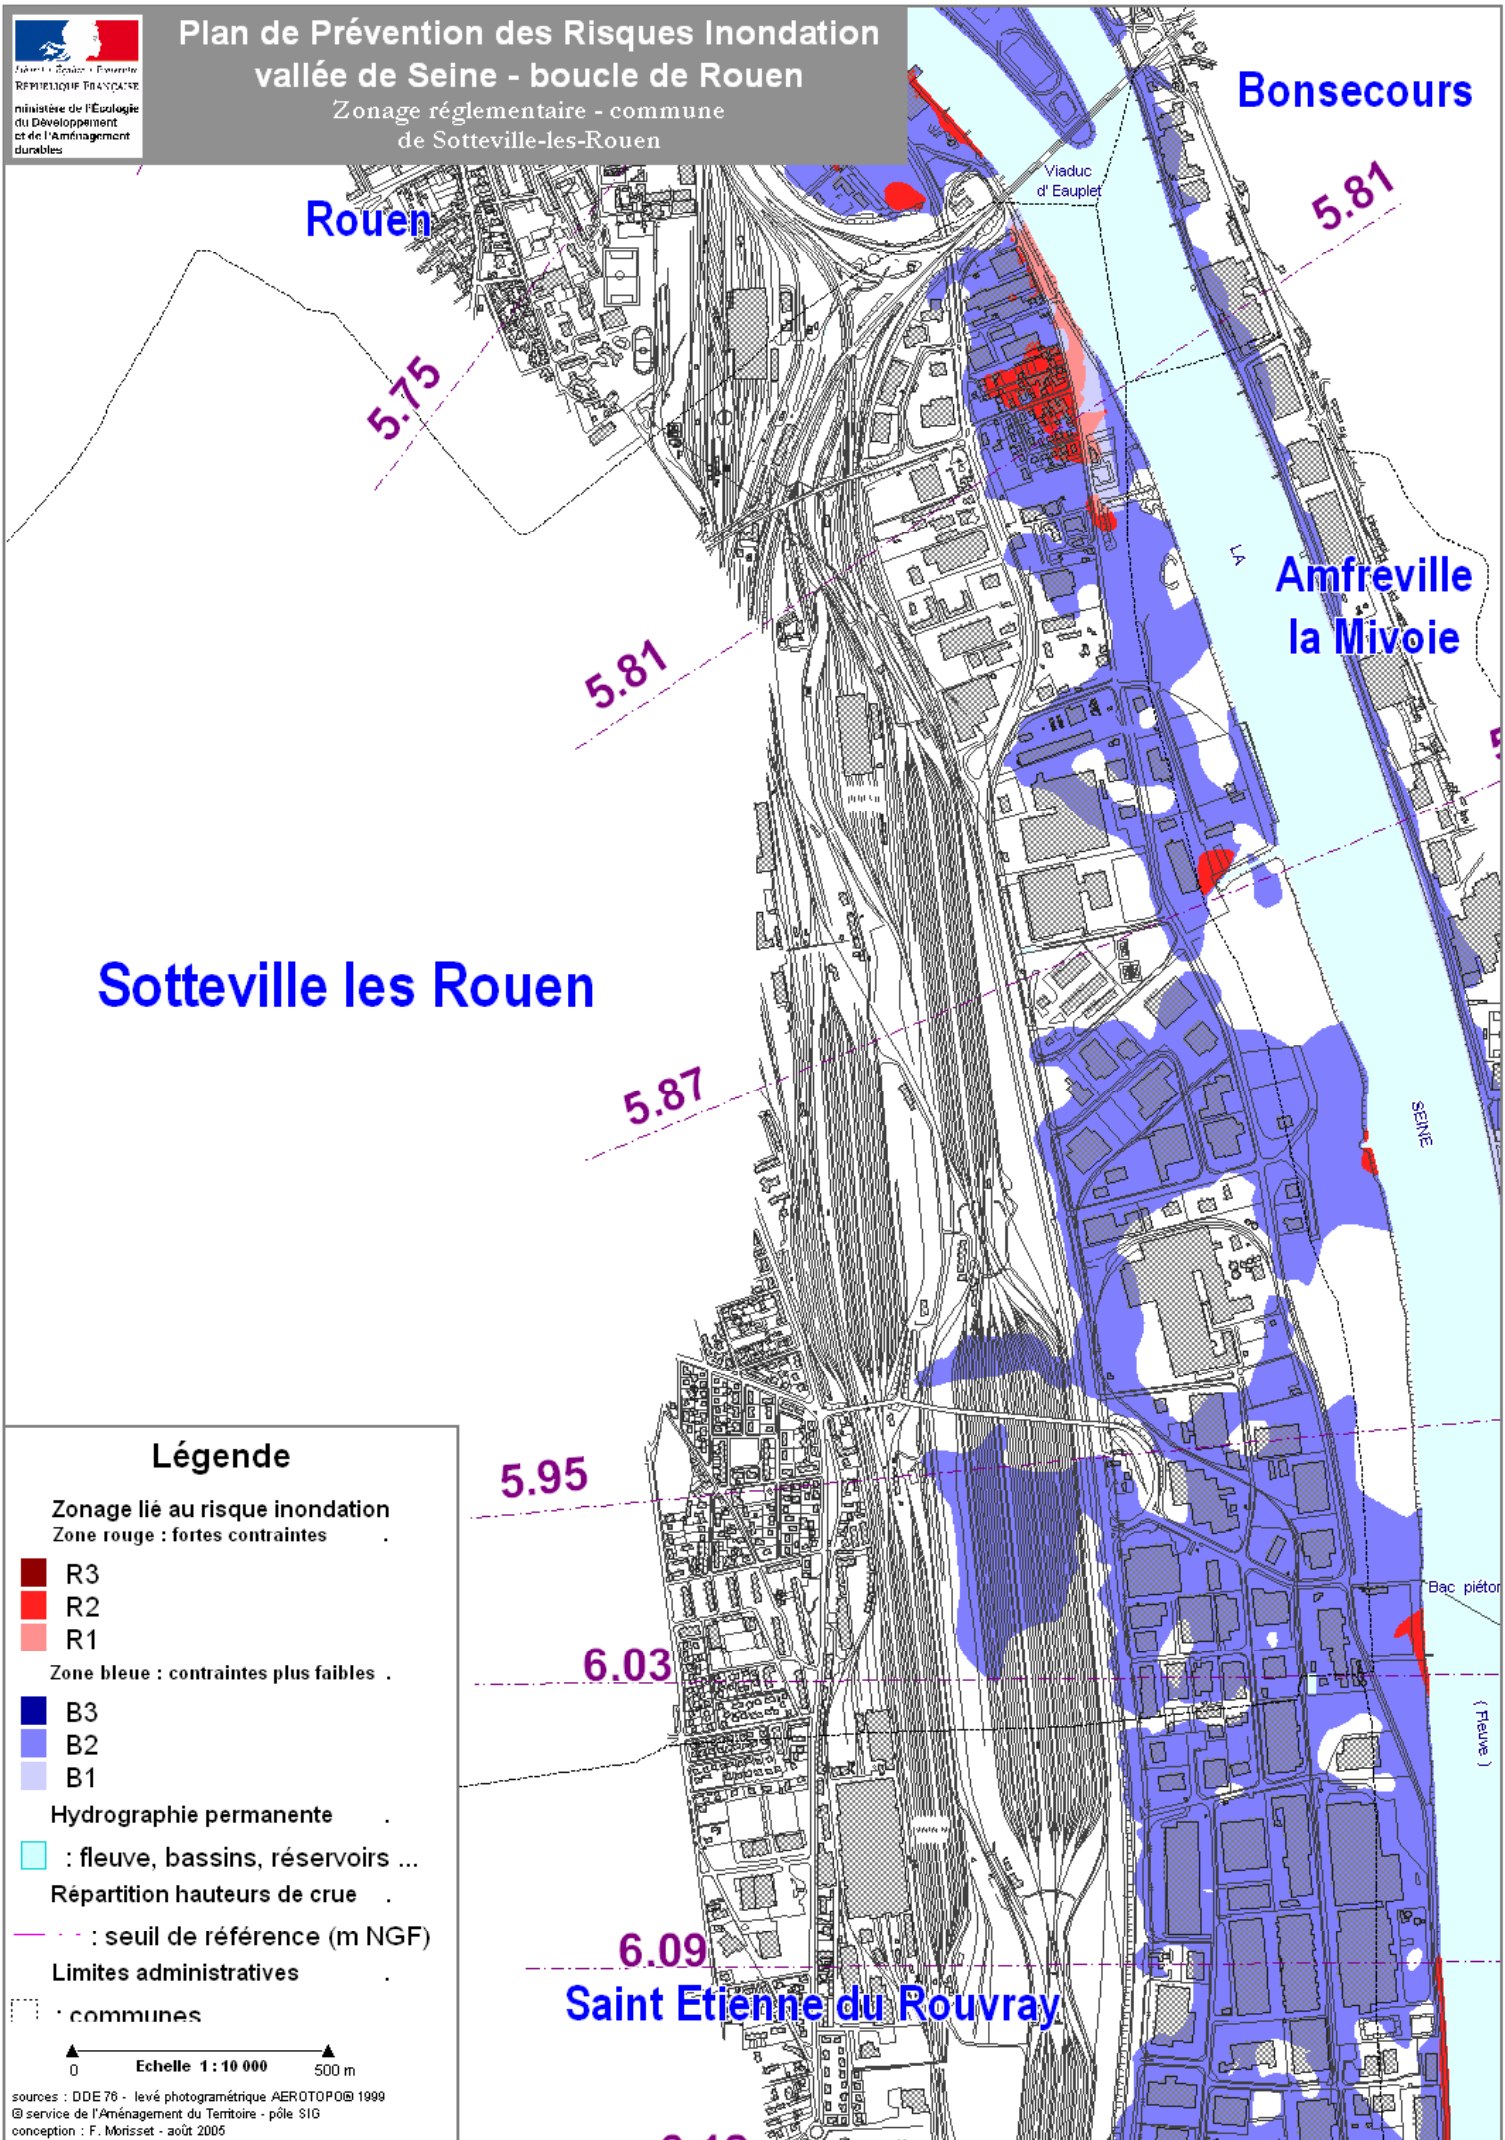 Liberté • Égalité • Fraternité
RÉPUBLIQUE FRANÇAISE
ministère de l'Écologie
du Développement
et de l'Aménagement
durables
Plan de Prévention des Risques Inondation
vallée de Seine - boucle de Rouen
Zonage réglementaire - commune
de Sotteville-les-Rouen
Bonsecours
Viaduc
d'Eauplet
5.81
Rouen
5.75
LA
Amfreville
la Mivoie
5.81
Sotteville les Rouen
5.87
SEINE
5.95
Bac piéton
6.03
( Fleuve )
6.09
Saint Etienne du Rouvray
Légende
Zonage lié au risque inondation
Zone rouge : fortes contraintes .
R3
R2
R1
Zone bleue : contraintes plus faibles .
B3
B2
B1
Hydrographie permanente .
: fleuve, bassins, réservoirs ...
Répartition hauteurs de crue .
: seuil de référence (m NGF)
Limites administratives .
: communes
0 Echelle 1 : 10 000 500 m
sources : DDE 76 - levé photogramétrique AEROTOPO® 1999
© service de l'Aménagement du Territoire - pôle SIG
conception : F. Morisset - août 2005